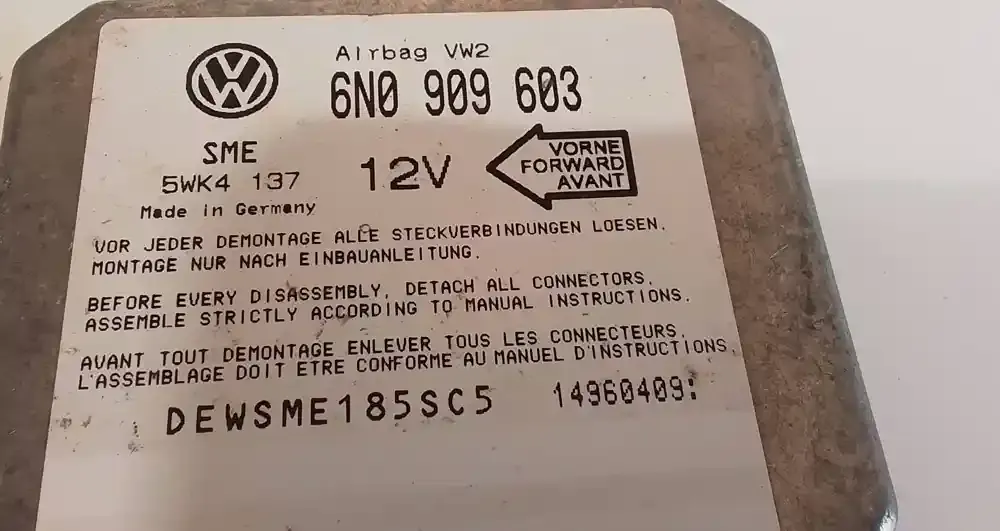 Airbag VW2
6N0 909 603
SME
5WK4 137
12V
VORNE
FORWARD
AVANT
Made in Germany
VOR JEDER DEMONTAGE ALLE STECKVERBINDUNGEN LOESEN.
MONTAGE NUR NACH EINBAUANLEITUNG.
BEFORE EVERY DISASSEMBLY, DETACH ALL CONNECTORS.
ASSEMBLE STRICTLY ACCORDING TO MANUAL INSTRUCTIONS.
AVANT TOUT DEMONTAGE ENLEVER TOUS LES CONNECTEURS.
L'ASSEMBLAGE DOIT ETRE CONFORME AU MANUEL D'INSTRUCTIONS.
DEWSME185SC5
14960409: